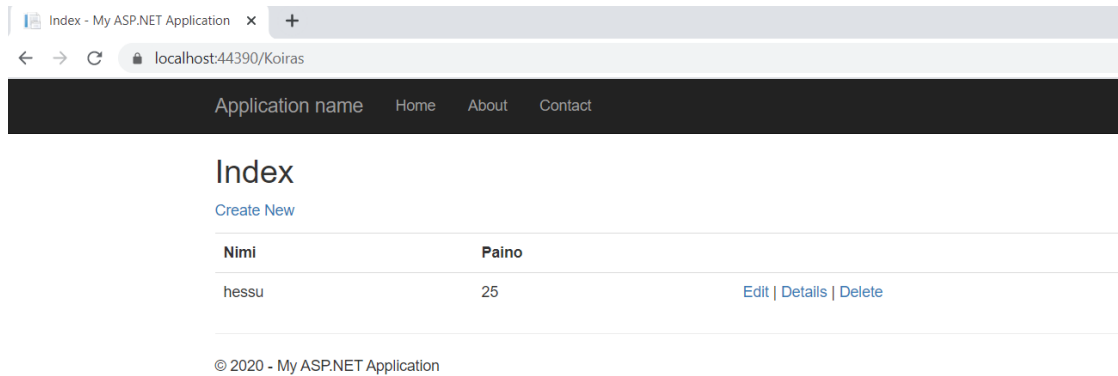 Index - My ASP.NET Application
localhost:44390/Koiras
Application name Home About Contact
Index
Create New
Nimi Paino
hessu 25 Edit | Details | Delete
© 2020 - My ASP.NET Application